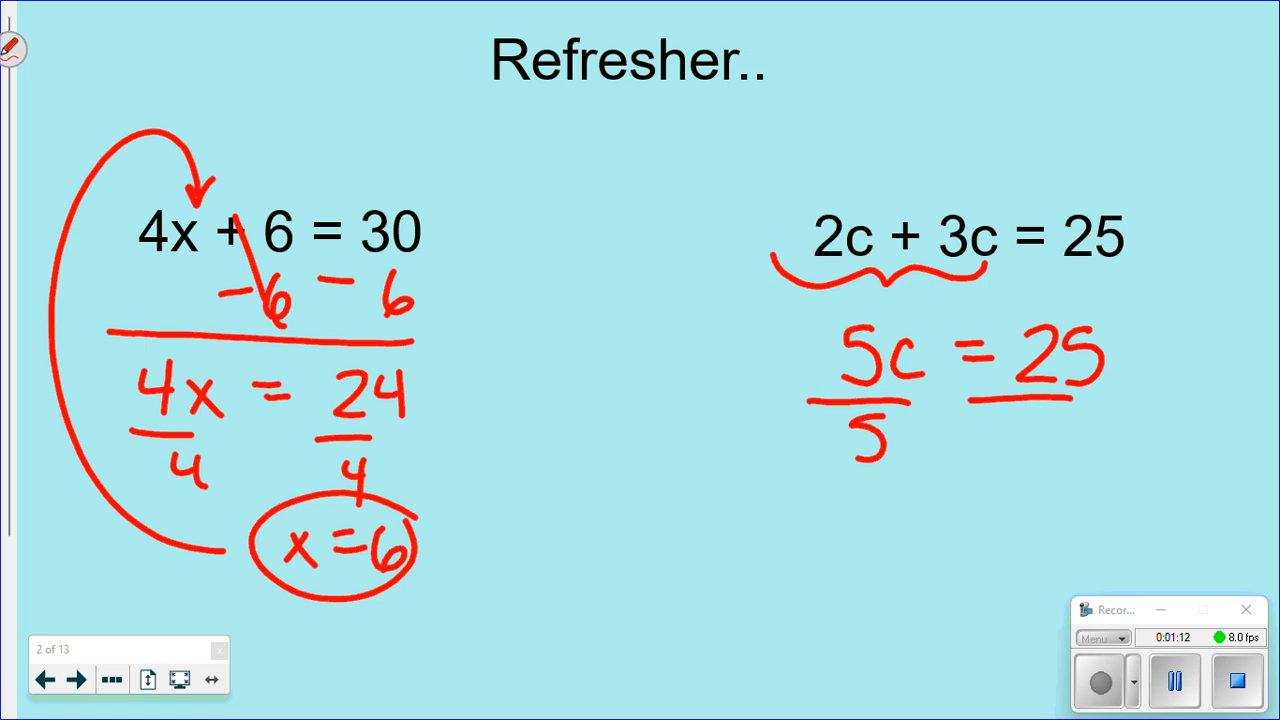 Refresher..
4x + 6 = 30
-6 - 6
4x = 24
4 4
x = 6
2c + 3c = 25
5c = 25
5
2 of 13
Recor...
Menu
0:01:12
8.0 fps